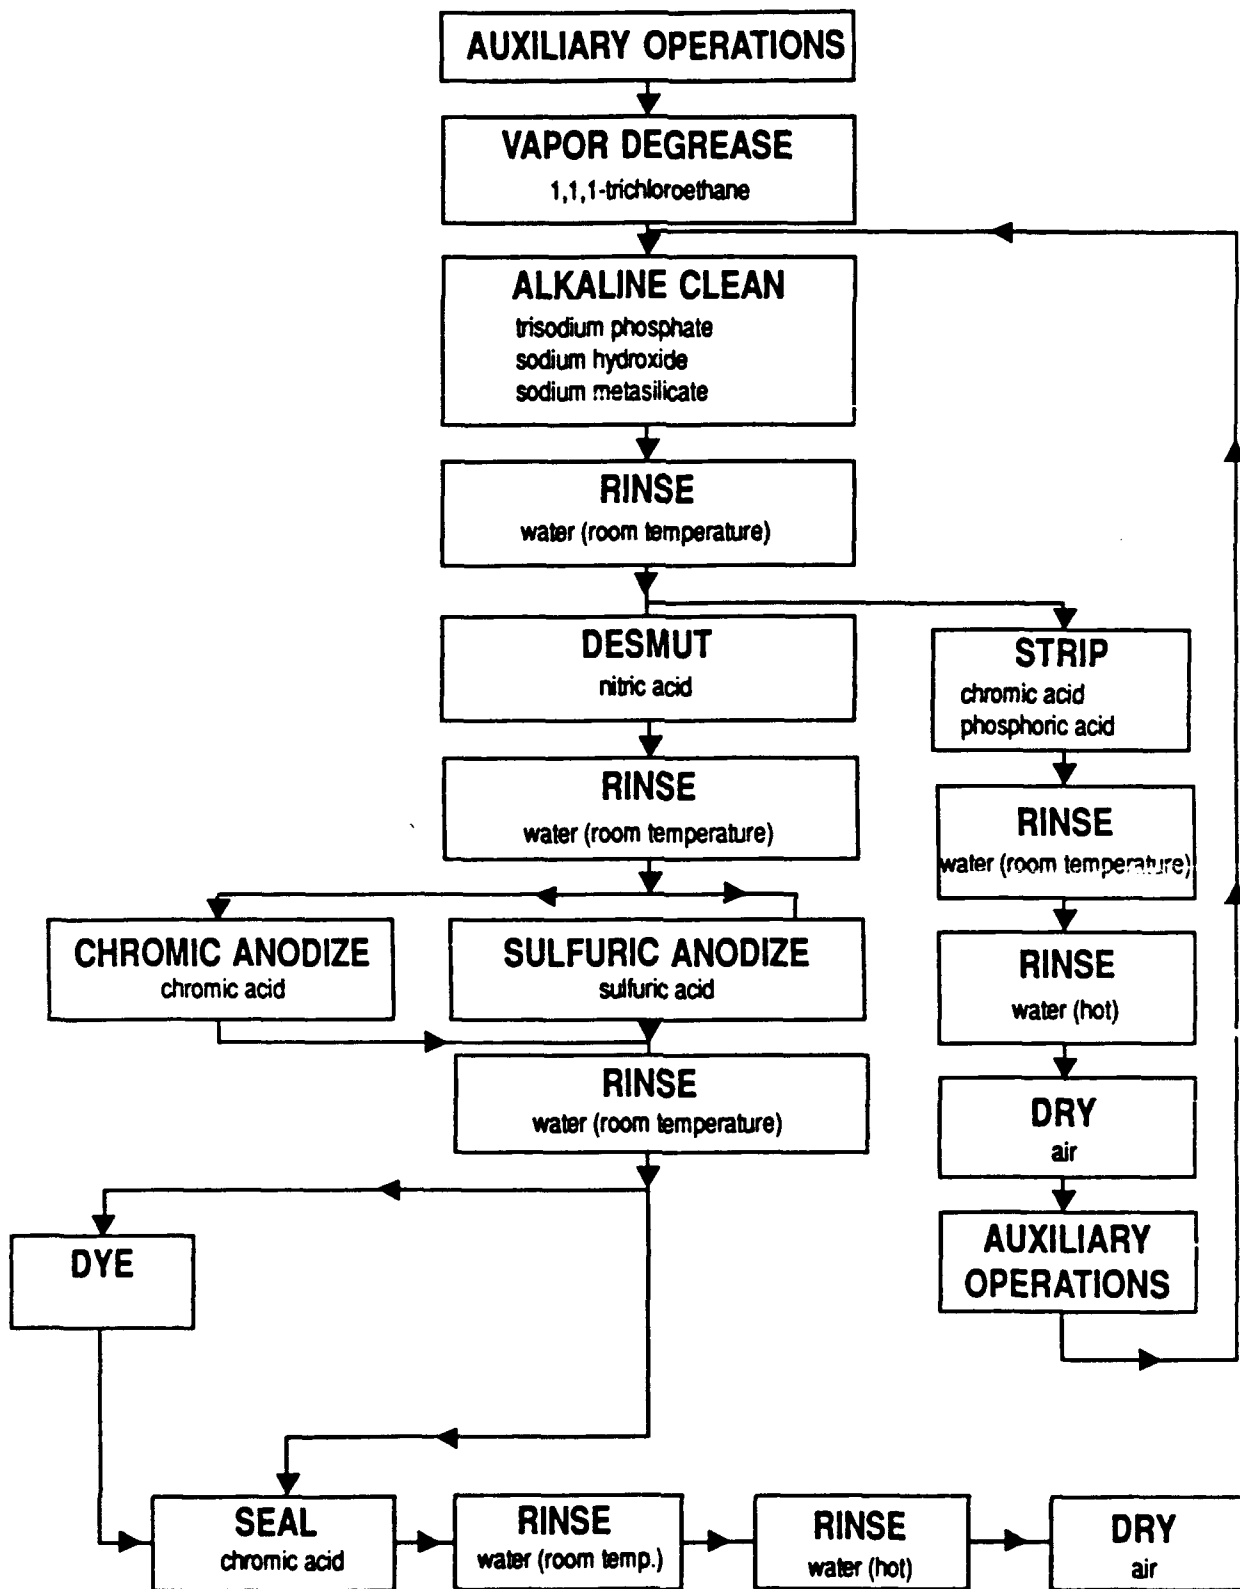 AUXILIARY OPERATIONS
VAPOR DEGREASE
1,1,1-trichloroethane
ALKALINE CLEAN
trisodium phosphate
sodium hydroxide
sodium metasilicate
RINSE
water (room temperature)
DESMUT
nitric acid
STRIP
chromic acid
phosphoric acid
RINSE
water (room temperature)
RINSE
water (room temperature)
CHROMIC ANODIZE
chromic acid
SULFURIC ANODIZE
sulfuric acid
RINSE
water (hot)
RINSE
water (room temperature)
DRY
air
DYE
AUXILIARY
OPERATIONS
SEAL
chromic acid
RINSE
water (room temp.)
RINSE
water (hot)
DRY
air